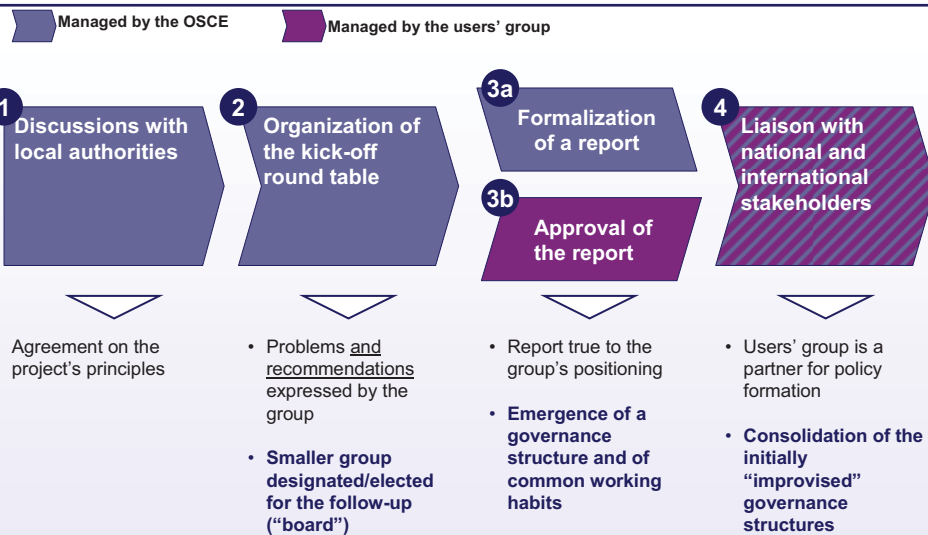 Managed by the OSCE
Managed by the users’ group
1
Discussions with
local authorities
2
Organization of
the kick-off
round table
3a
Formalization
of a report
3b
Approval of
the report
4
Liaison with
national and
international
stakeholders
Agreement on the
project’s principles
• Problems and
recommendations
expressed by the
group
• Smaller group
designated/elected
for the follow-up
(“board”)
• Report true to the
group’s positioning
• Emergence of a
governance
structure and of
common working
habits
• Users’ group is a
partner for policy
formation
• Consolidation of the
initially
“improvised”
governance
structures